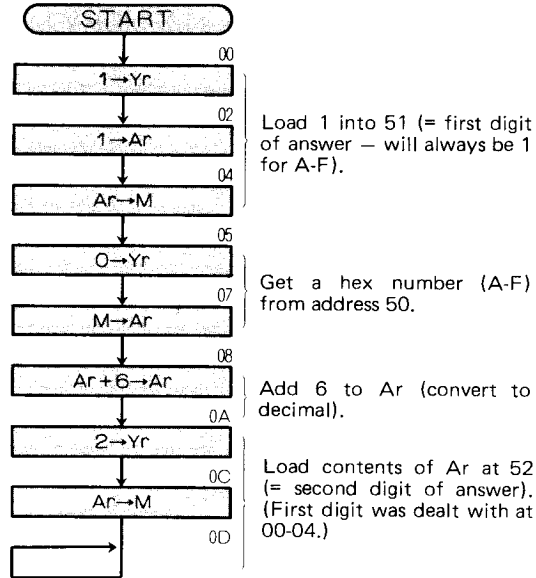 START
00
1→Yr
02
1→Ar
04
Ar→M
Load 1 into 51 (= first digit
of answer — will always be 1
for A-F).
05
0→Yr
07
M→Ar
Get a hex number (A-F)
from address 50.
08
Ar+6→Ar
Add 6 to Ar (convert to
decimal).
0A
2→Yr
0C
Ar→M
0D
Load contents of Ar at 52
(= second digit of answer).
(First digit was dealt with at
00-04.)